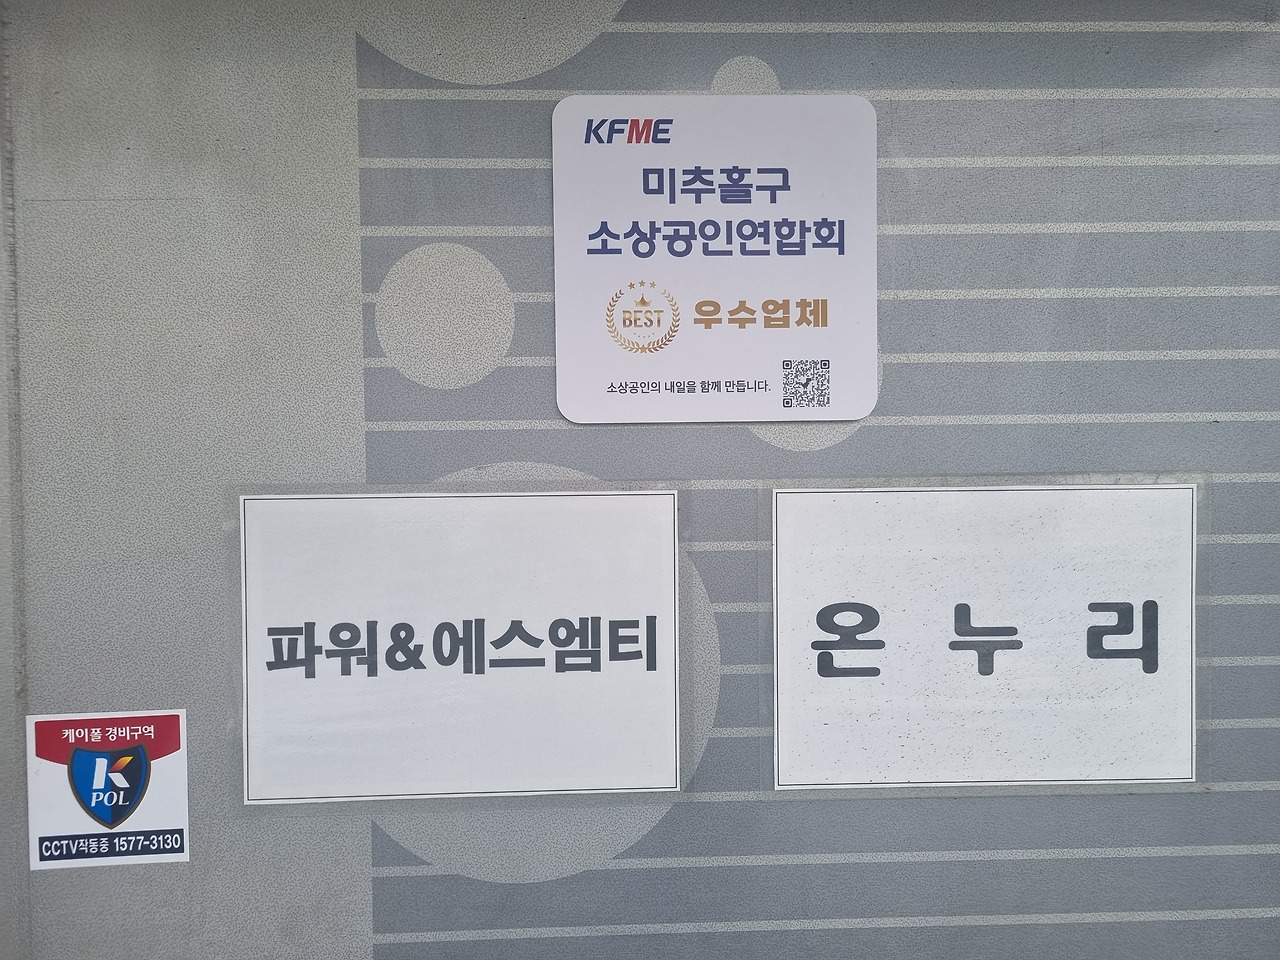 KFME
미추홀구
소상공인연합회
BEST 우수업체
소상공인의 내일을 함께 만듭니다.
파워&에스엠티
온누리
케이폴 경비구역
K
POL
CCTV작동중 1577-3130